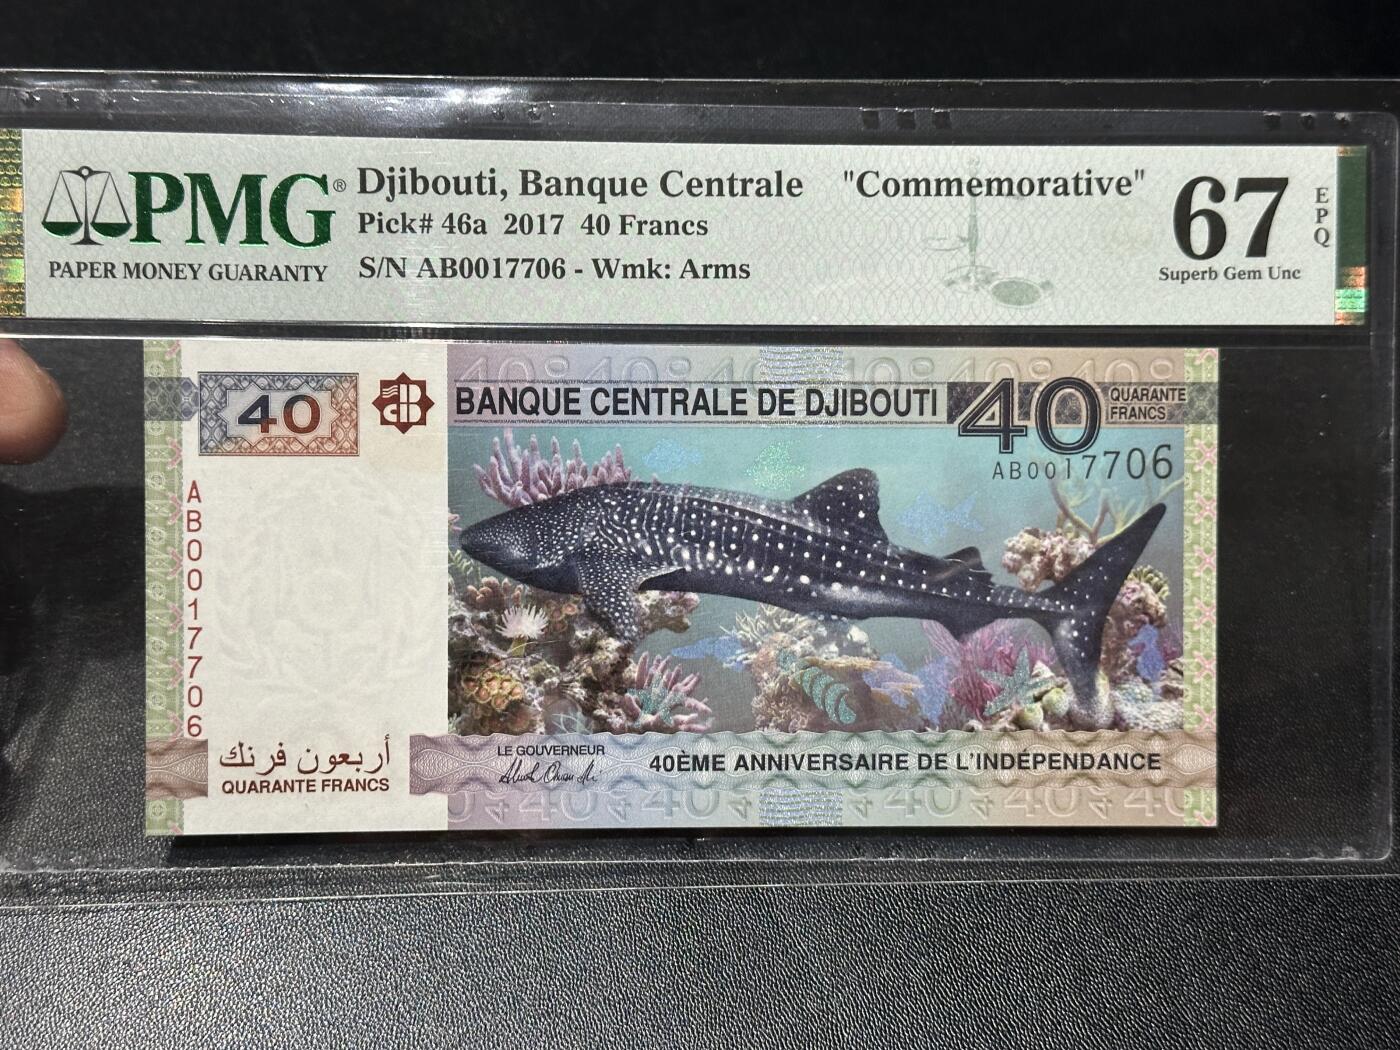 PMG®
PAPER MONEY GUARANTY
Djibouti, Banque Centrale "Commemorative"
Pick# 46a 2017 40 Francs
S/N AB0017706 - Wmk: Arms
67
EPQ
Superb Gem Unc
40
BANQUE CENTRALE DE DJIBOUTI
40
QUARANTE
FRANCS
AB0017706
AB0017706
أربعون فرنك
QUARANTE FRANCS
LE GOUVERNEUR
40ÈME ANNIVERSAIRE DE L'INDÉPENDANCE